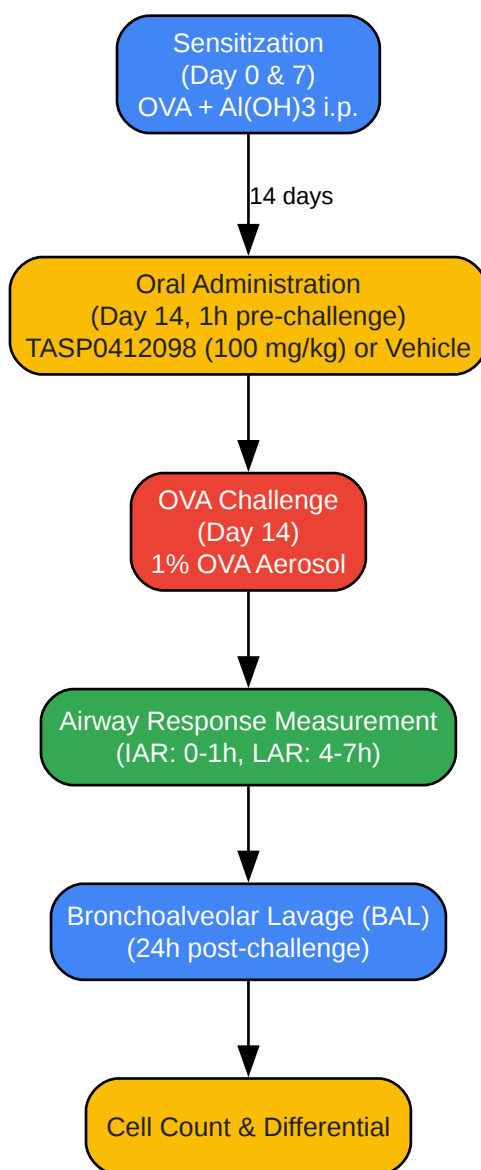 Sensitization
(Day 0 & 7)
OVA + Al(OH)3 i.p.
14 days
Oral Administration
(Day 14, 1h pre-challenge)
TASP0412098 (100 mg/kg) or Vehicle
OVA Challenge
(Day 14)
1% OVA Aerosol
Airway Response Measurement
(IAR: 0-1h, LAR: 4-7h)
Bronchoalveolar Lavage (BAL)
(24h post-challenge)
Cell Count & Differential